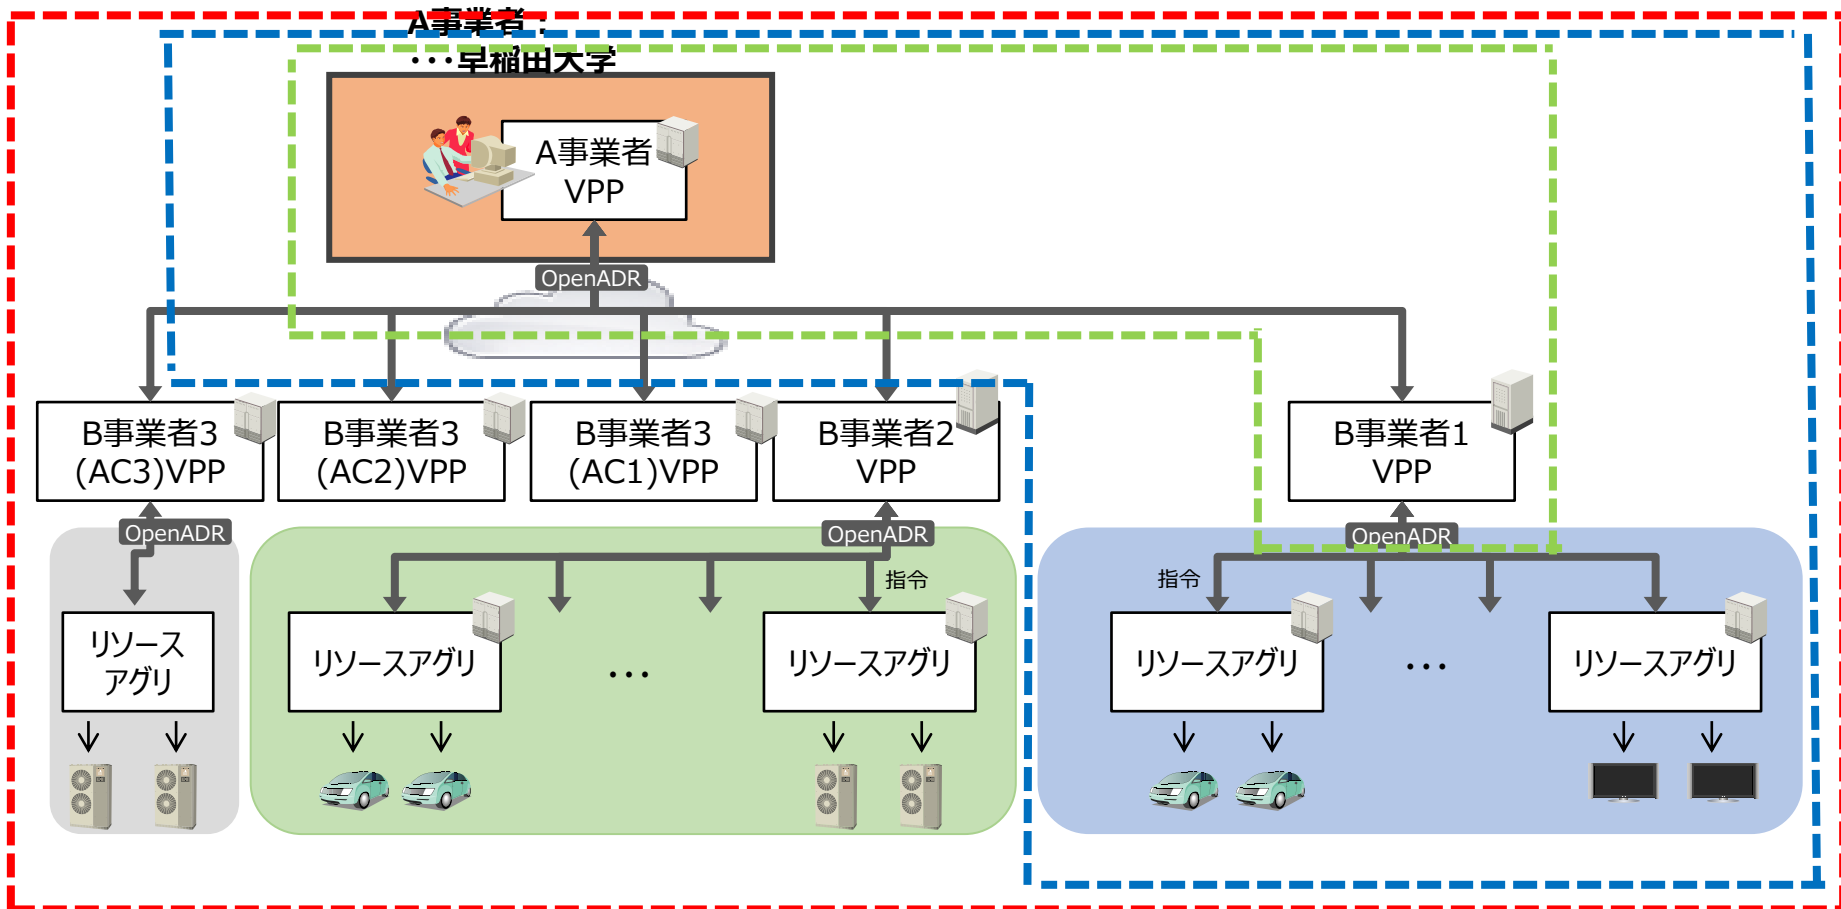 A事業者：
･･･早稲田大学
A事業者
VPP
OpenADR
B事業者3
(AC3)VPP
B事業者3
(AC2)VPP
B事業者3
(AC1)VPP
B事業者2
VPP
B事業者1
VPP
OpenADR
OpenADR
OpenADR
指令
指令
リソース
アグリ
リソースアグリ
…
リソースアグリ
リソースアグリ
…
リソースアグリ